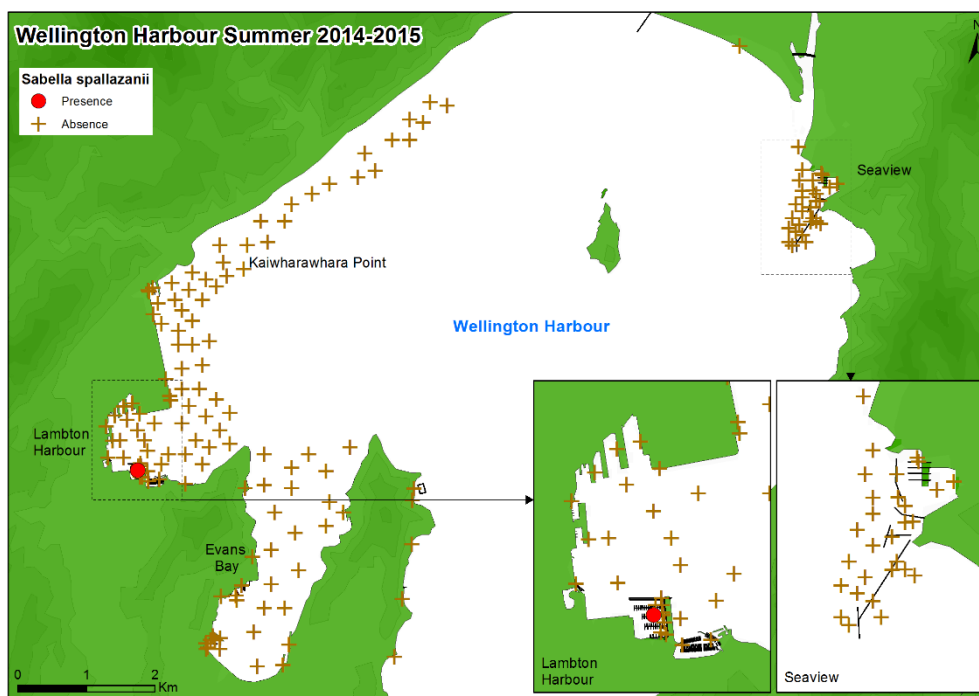 Wellington Harbour Summer 2014-2015
N
Sabella spallazanii
Presence
Absence
Seaview
Kaiwharawhara Point
Wellington Harbour
Lambton
Harbour
Evans
Bay
0 1 2
Km
Lambton
Harbour
Seaview